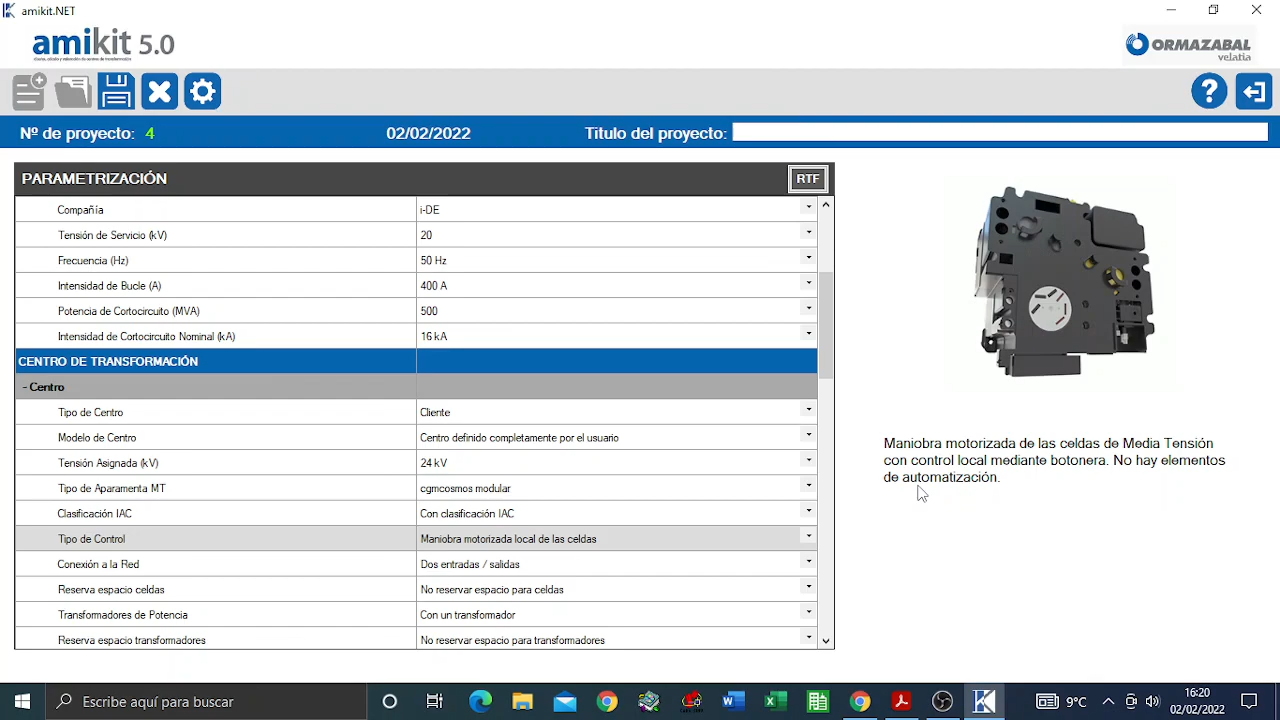 amikit.NET
amikit 5.0
ORMAZABAL
velatia
Nº de proyecto: 4 02/02/2022 Titulo del proyecto:
PARAMETRIZACIÓN RTF
Compañía i-DE
Tensión de Servicio (kV) 20
Frecuencia (Hz) 50 Hz
Intensidad de Bucle (A) 400 A
Potencia de Cortocircuito (MVA) 500
Intensidad de Cortocircuito Nominal (kA) 16 kA
CENTRO DE TRANSFORMACIÓN
- Centro
Tipo de Centro Cliente
Modelo de Centro Centro definido completamente por el usuario
Tensión Asignada (kV) 24 kV
Tipo de Aparamenta MT cgmcosmos modular
Clasificación IAC Con clasificación IAC
Tipo de Control Maniobra motorizada local de las celdas
Conexión a la Red Dos entradas / salidas
Reserva espacio celdas No reservar espacio para celdas
Transformadores de Potencia Con un transformador
Reserva espacio transformadores No reservar espacio para transformadores
Maniobra motorizada de las celdas de Media Tensión
con control local mediante botonera. No hay elementos
de automatización.
Escribe aquí para buscar
9°C
16:20
02/02/2022